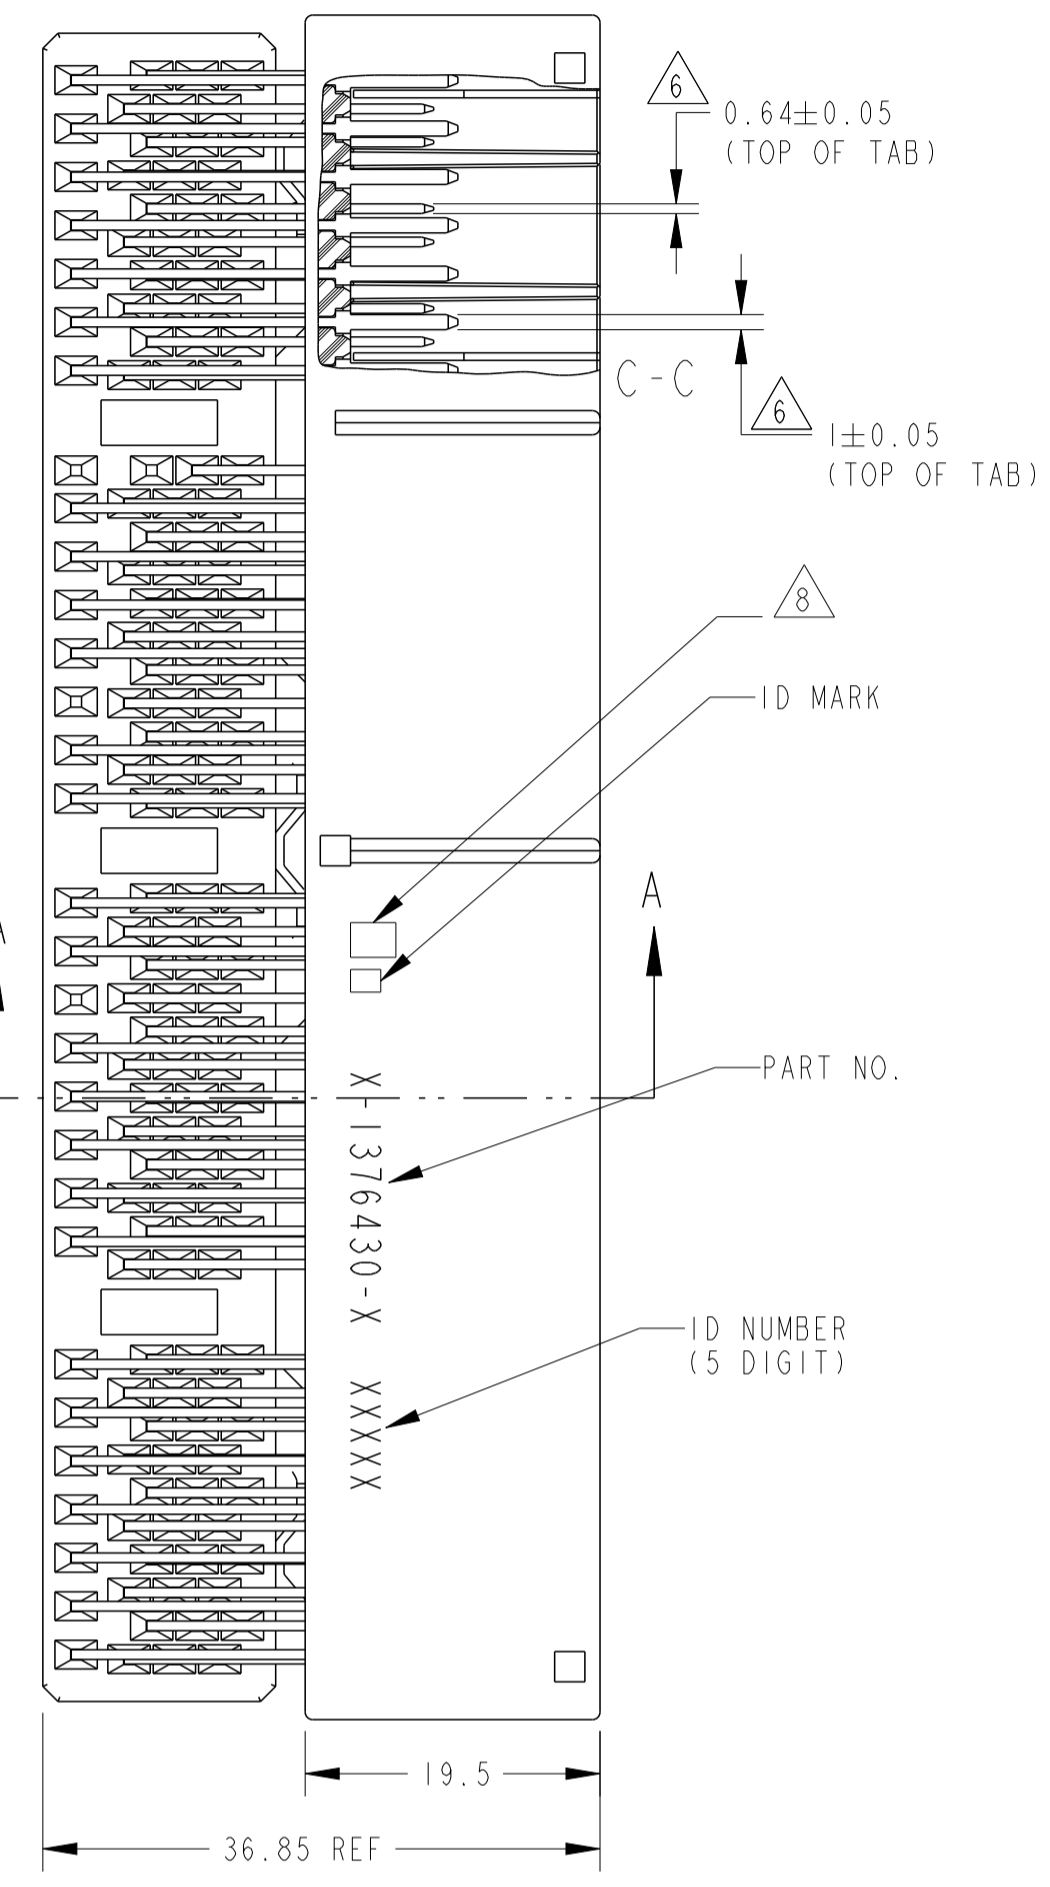 6
0.64±0.05
(TOP OF TAB)
C-C
6
1±0.05
(TOP OF TAB)
8
ID MARK
A
A
PART NO.
X-1376430-X
ID NUMBER
(5 DIGIT)
XXXXX
19.5
36.85 REF